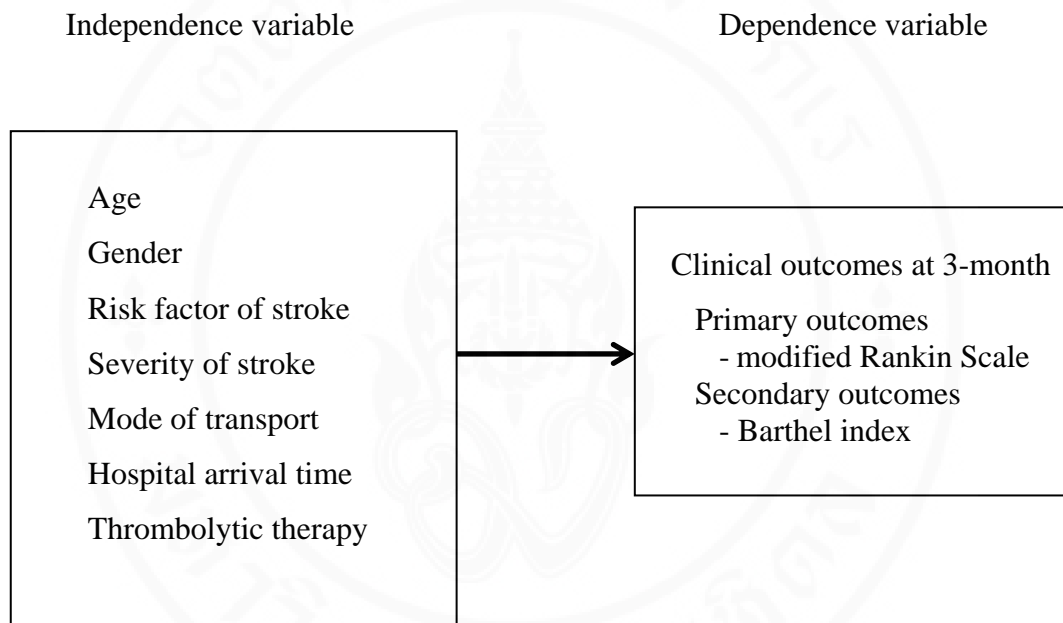 Independence variable
Dependence variable
Age
Gender
Risk factor of stroke
Severity of stroke
Mode of transport
Hospital arrival time
Thrombolytic therapy
Clinical outcomes at 3-month
Primary outcomes
- modified Rankin Scale
Secondary outcomes
- Barthel index